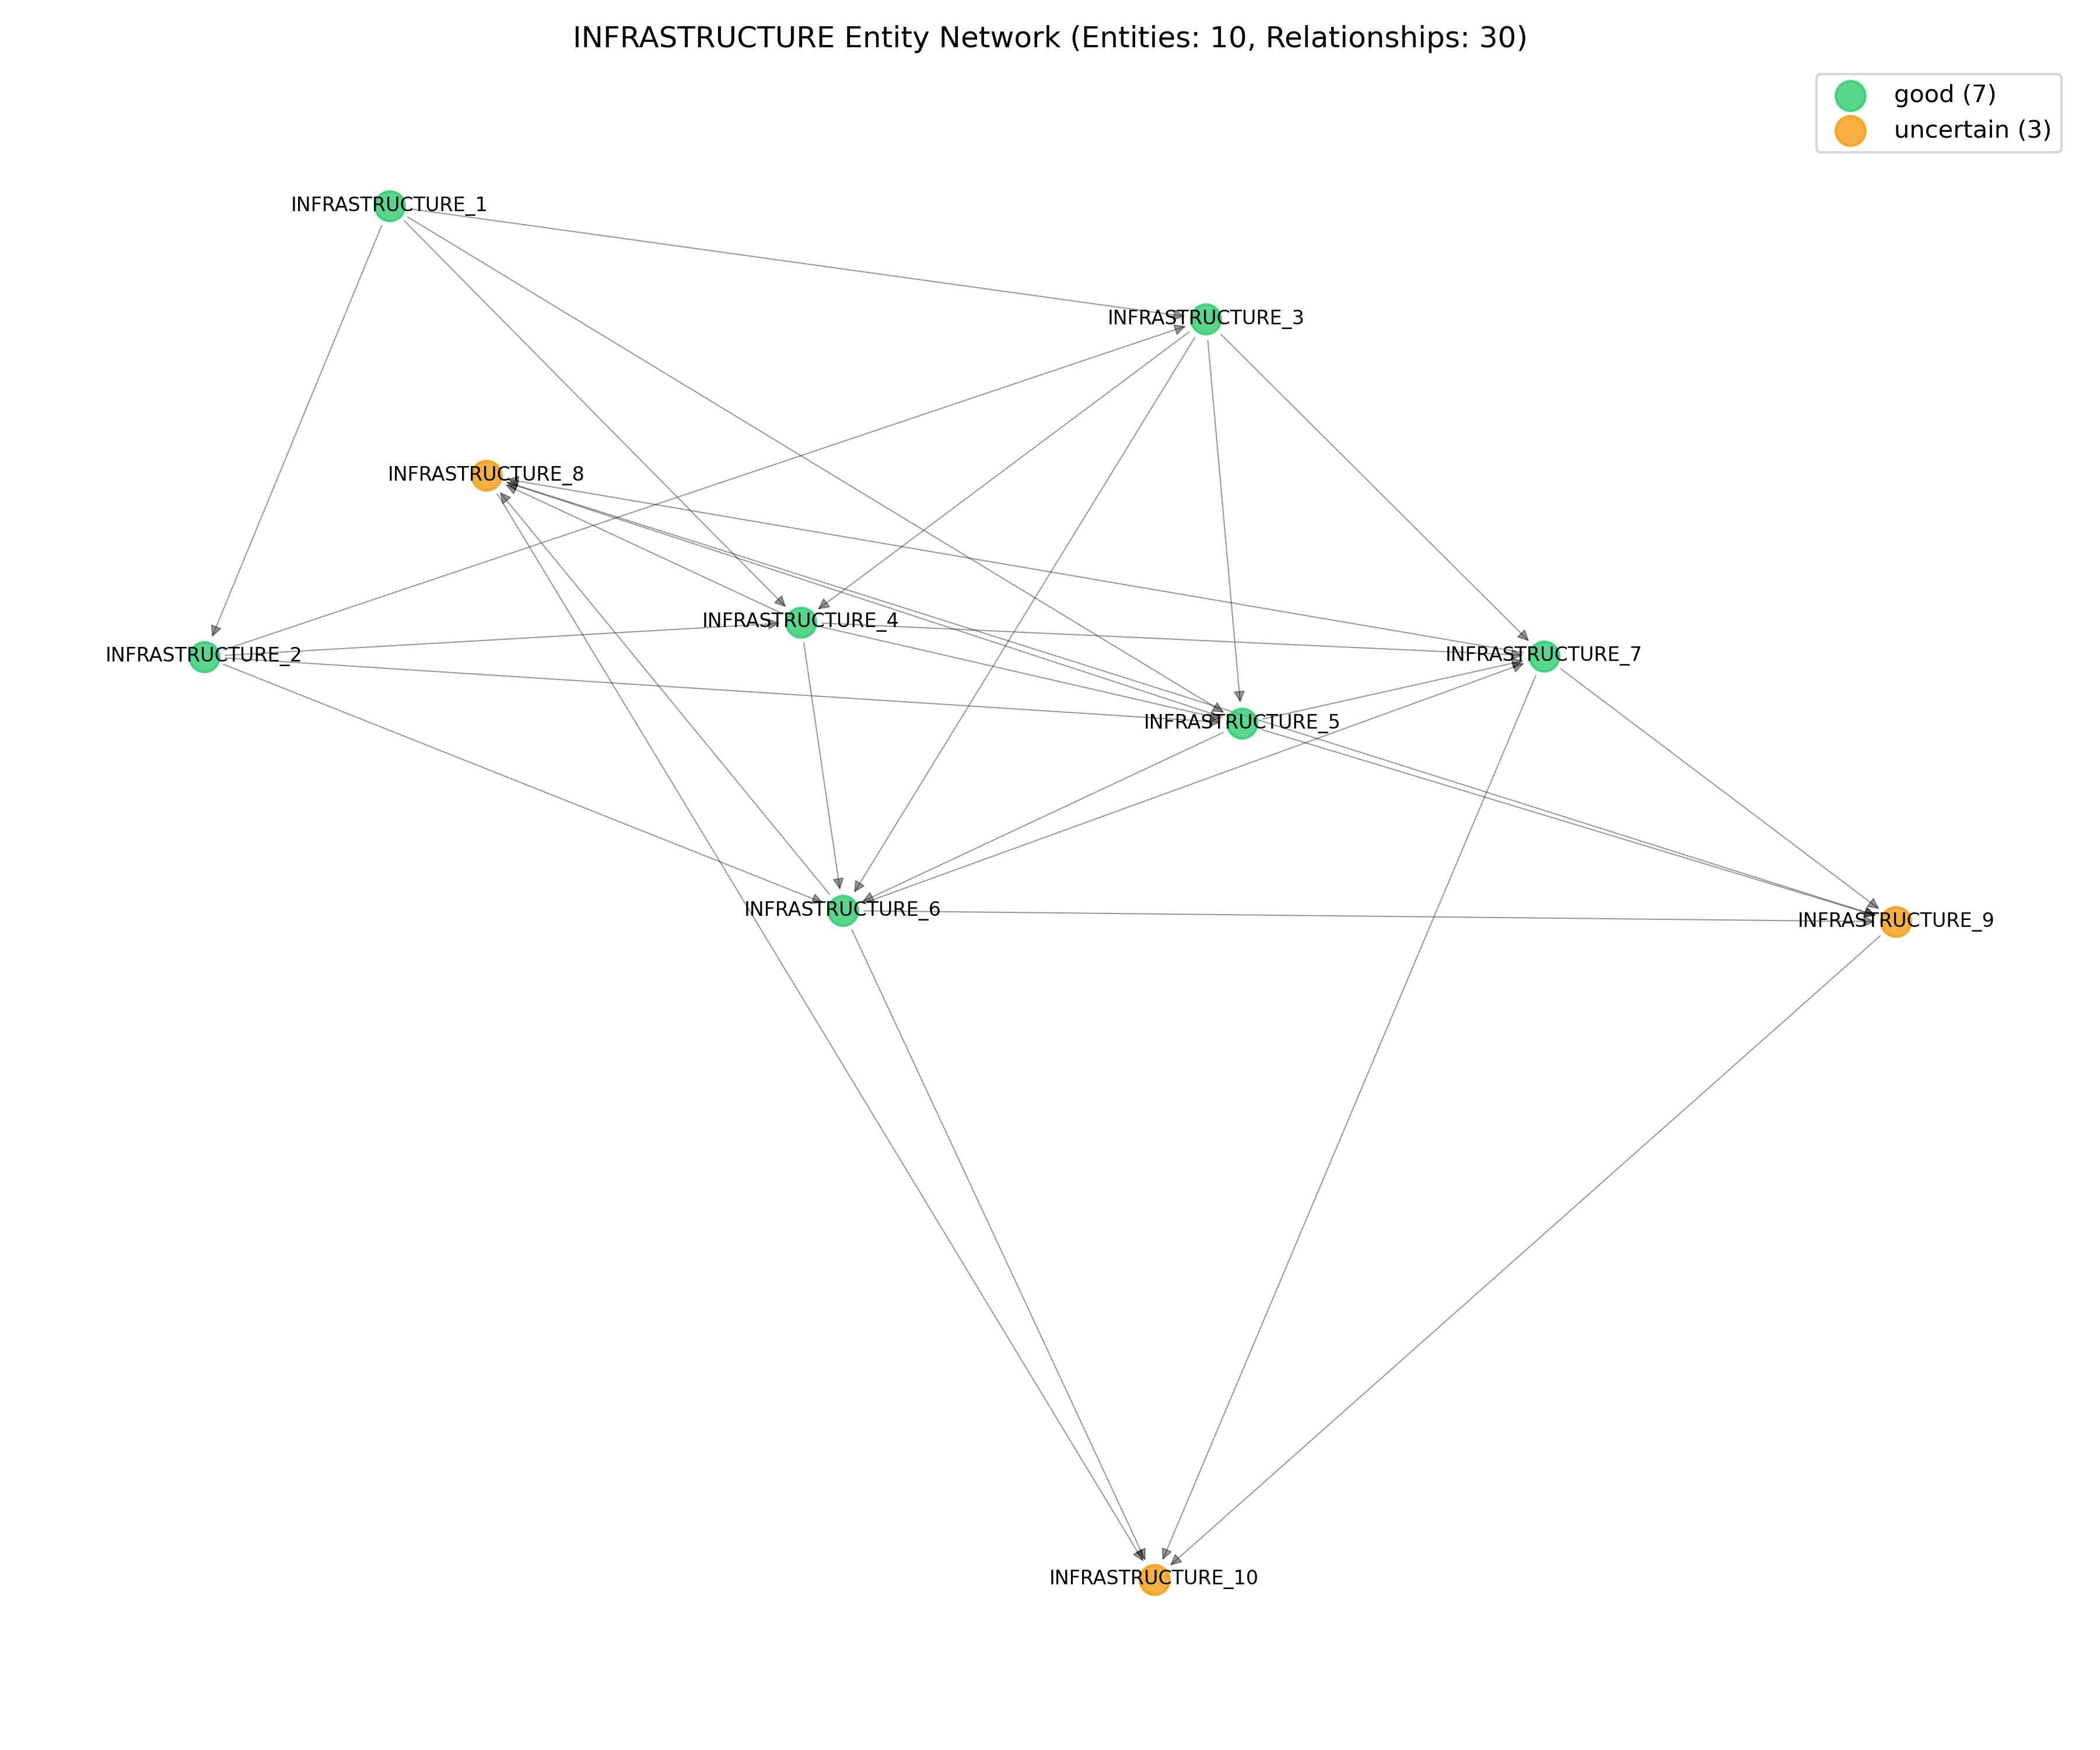 INFRASTRUCTURE Entity Network (Entities: 10, Relationships: 30)
good (7)
uncertain (3)
INFRASTRUCTURE_1
INFRASTRUCTURE_3
INFRASTRUCTURE_8
INFRASTRUCTURE_4
INFRASTRUCTURE_2
INFRASTRUCTURE_7
INFRASTRUCTURE_5
INFRASTRUCTURE_6
INFRASTRUCTURE_9
INFRASTRUCTURE_10